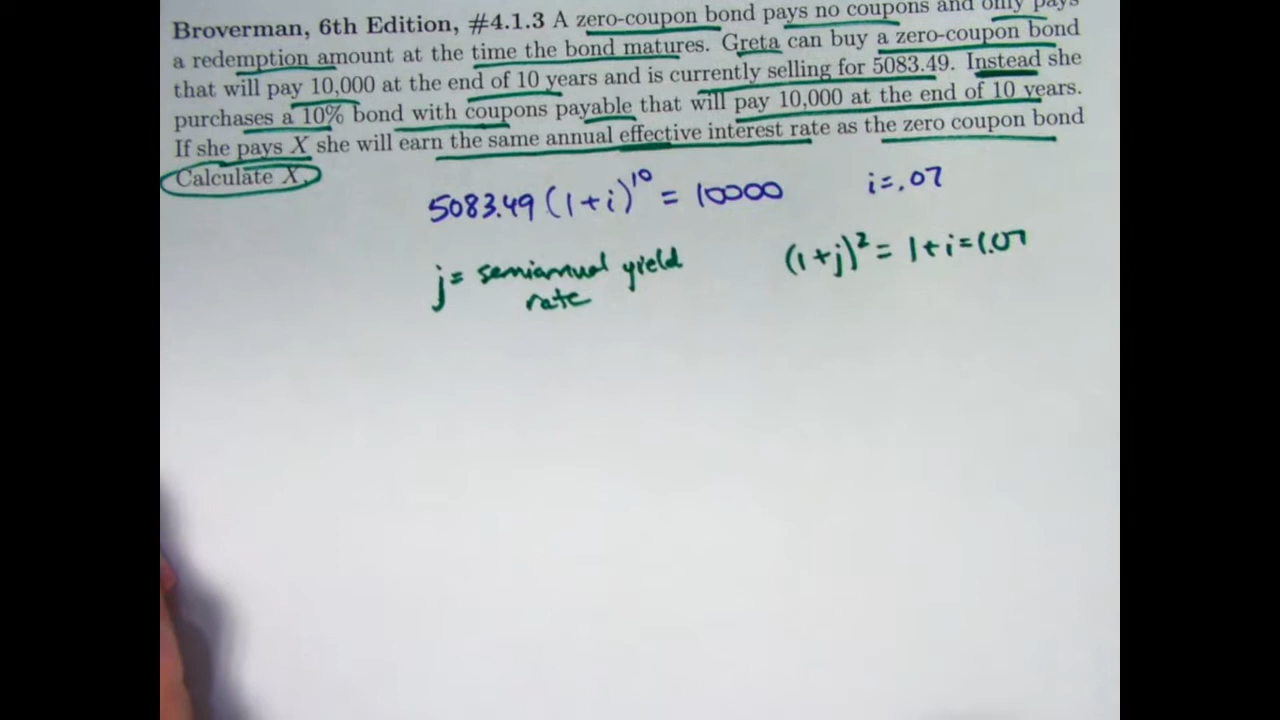 Broverman, 6th Edition, #4.1.3 A zero-coupon bond pays no coupons and only pays
a redemption amount at the time the bond matures. Greta can buy a zero-coupon bond
that will pay 10,000 at the end of 10 years and is currently selling for 5083.49. Instead she
purchases a 10% bond with coupons payable that will pay 10,000 at the end of 10 years.
If she pays X she will earn the same annual effective interest rate as the zero coupon bond
Calculate X.
5083.49 (1+i)^10 = 10000 i=.07
j= semiannual yield (1+j)^2 = 1+i=1.07
rate